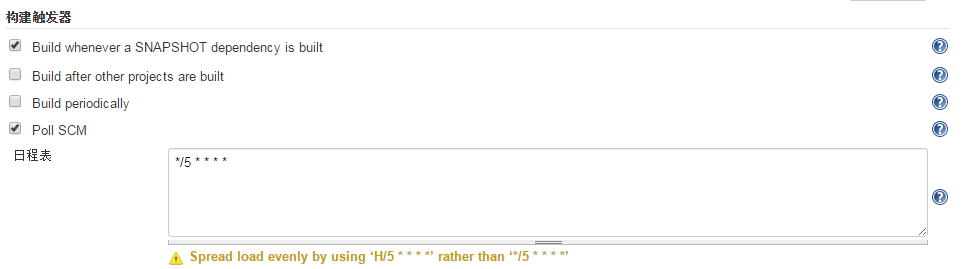 构建触发器
Build whenever a SNAPSHOT dependency is built
Build after other projects are built
Build periodically
Poll SCM
日程表
*/5 * * * *
Spread load evenly by using ‘H/5 * * * *’ rather than ‘*/5 * * * *’